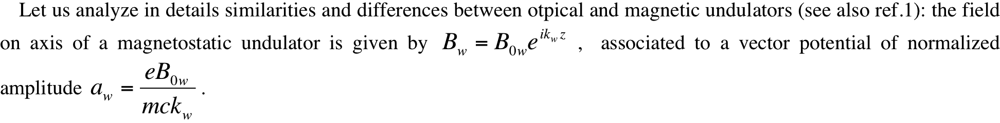 Let us analyze in details similarities and differences between otpical and magnetic undulators (see also ref.1): the field
on axis of a magnetostatic undulator is given by $B_w = B_{0w} e^{ik_w z}$ , associated to a vector potential of normalized
amplitude $a_w = \frac{eB_{0w}}{mck_w}$ .